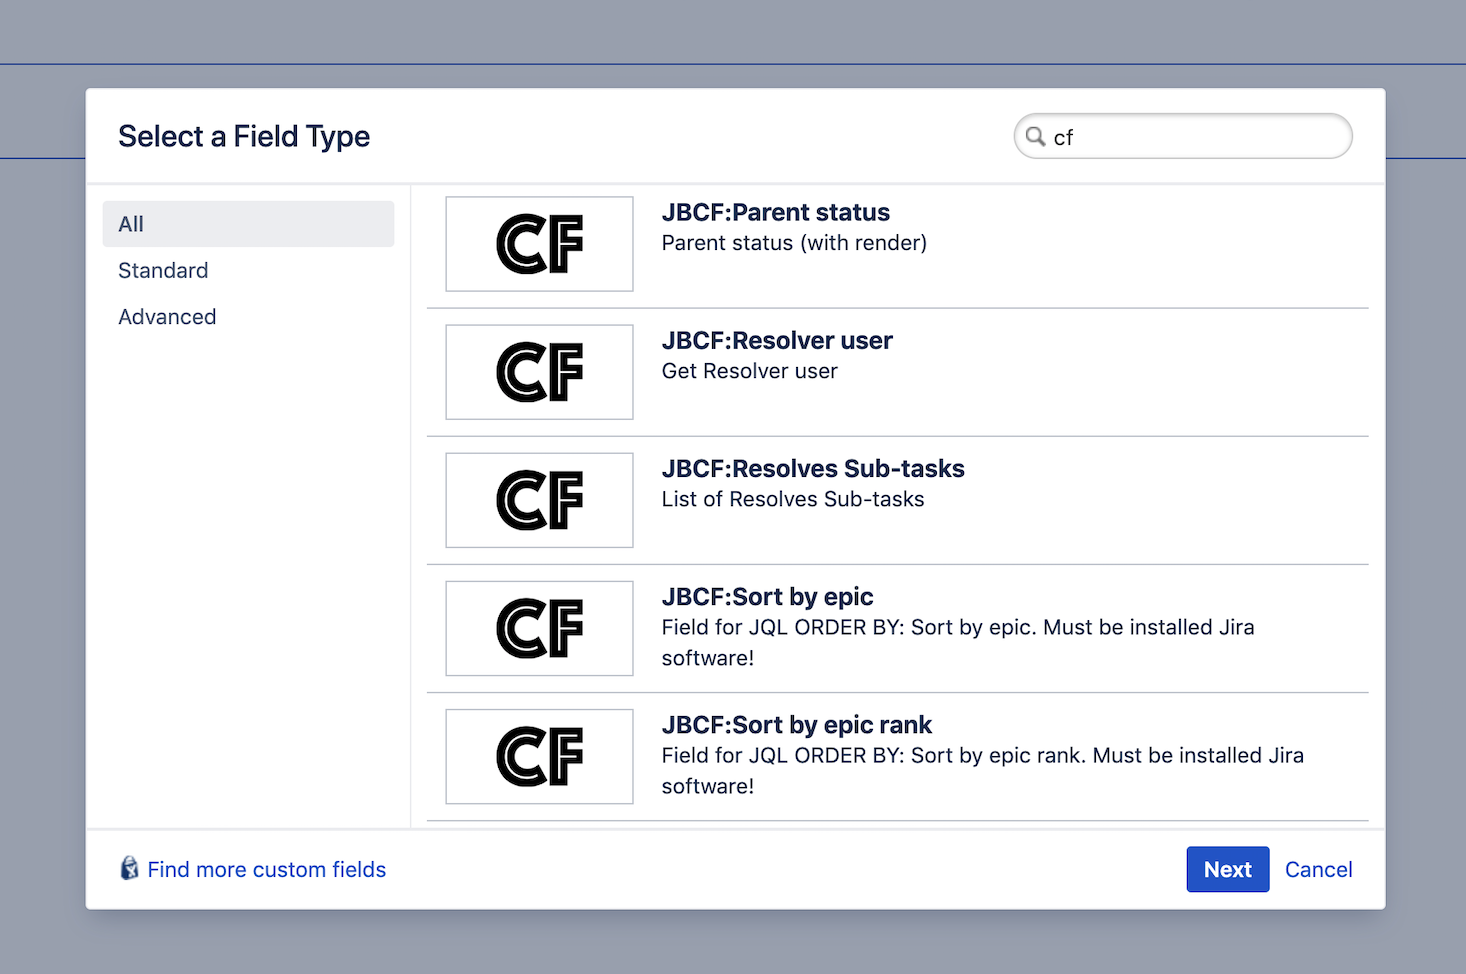 Select a Field Type
cf
All
Standard
Advanced
CF
JBCF:Parent status
Parent status (with render)
CF
JBCF:Resolver user
Get Resolver user
CF
JBCF:Resolves Sub-tasks
List of Resolves Sub-tasks
CF
JBCF:Sort by epic
Field for JQL ORDER BY: Sort by epic. Must be installed Jira
software!
CF
JBCF:Sort by epic rank
Field for JQL ORDER BY: Sort by epic rank. Must be installed Jira
software!
Find more custom fields
Next
Cancel